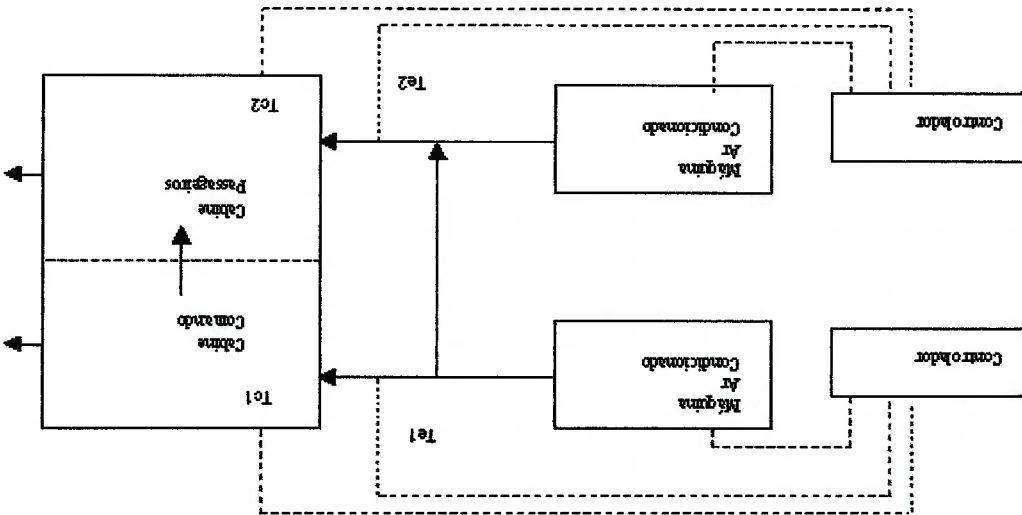 Controlador
Máquina
Ar
Condicionado
Te1
Tc1
Cabine
Comando
Controlador
Máquina
Ar
Condicionado
Te2
Cabine
Passageiros
Tc2